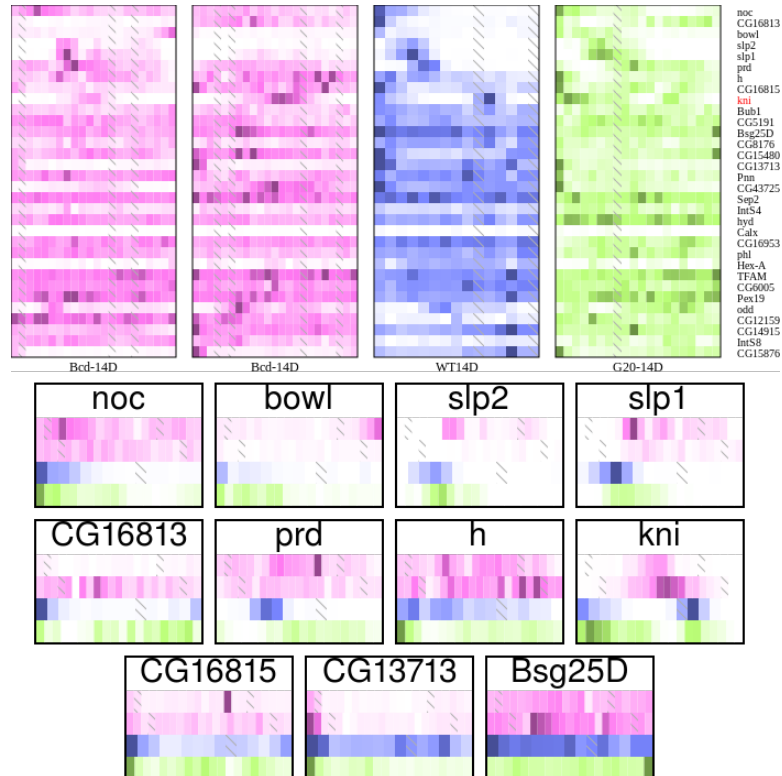 noc
CG16813
bowl
slp2
slp1
prd
h
CG16815
kni
Bub1
CG5191
Bsg25D
CG8176
CG15480
CG13713
Pnn
CG43725
Sep2
IntS4
hyd
Calx
CG16953
phl
Hex-A
TFAM
CG6005
Pex19
odd
CG12159
CG14915
IntS8
CG15876
Bcd-14D Bcd-14D WT14D G20-14D
noc bowl slp2 slp1
CG16813 prd h kni
CG16815 CG13713 Bsg25D